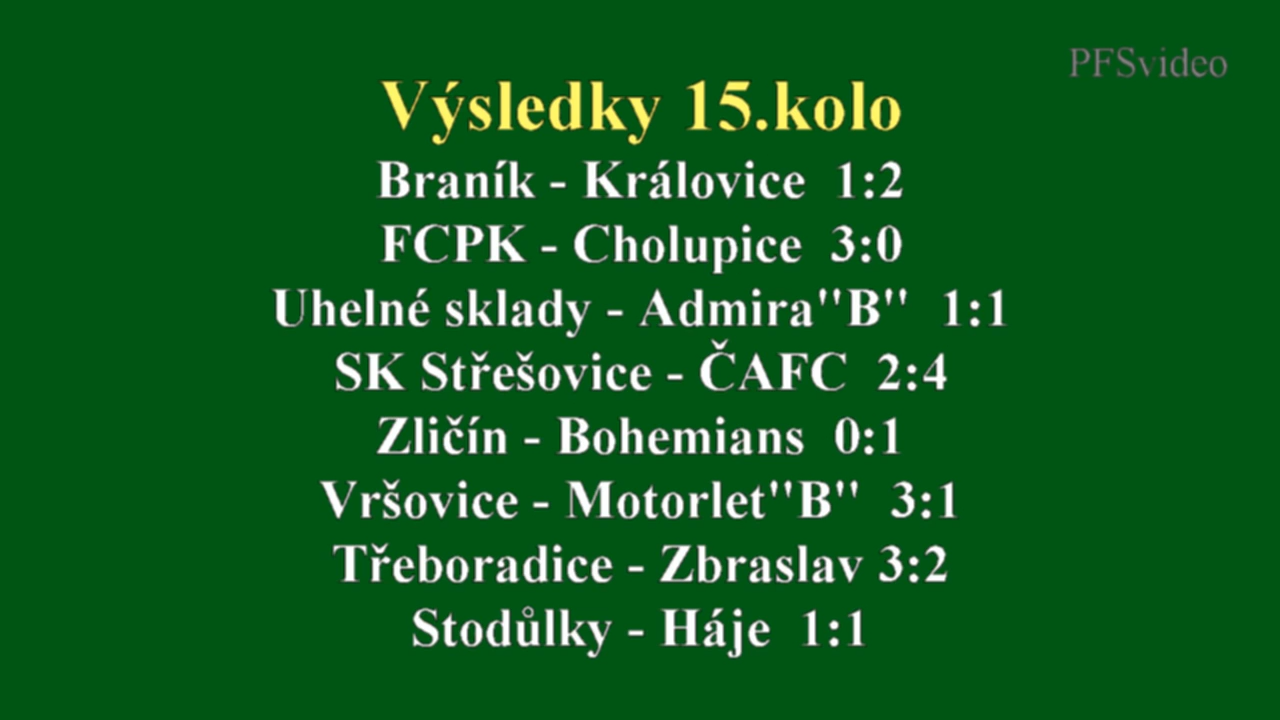 PFSvideo
Výsledky 15.kolo
Braník - Královice 1:2
FCPK - Cholupice 3:0
Uhelné sklady - Admira"B" 1:1
SK Střešovice - ČAFC 2:4
Zličín - Bohemians 0:1
Vršovice - Motorlet"B" 3:1
Třeboradice - Zbraslav 3:2
Stodůlky - Háje 1:1